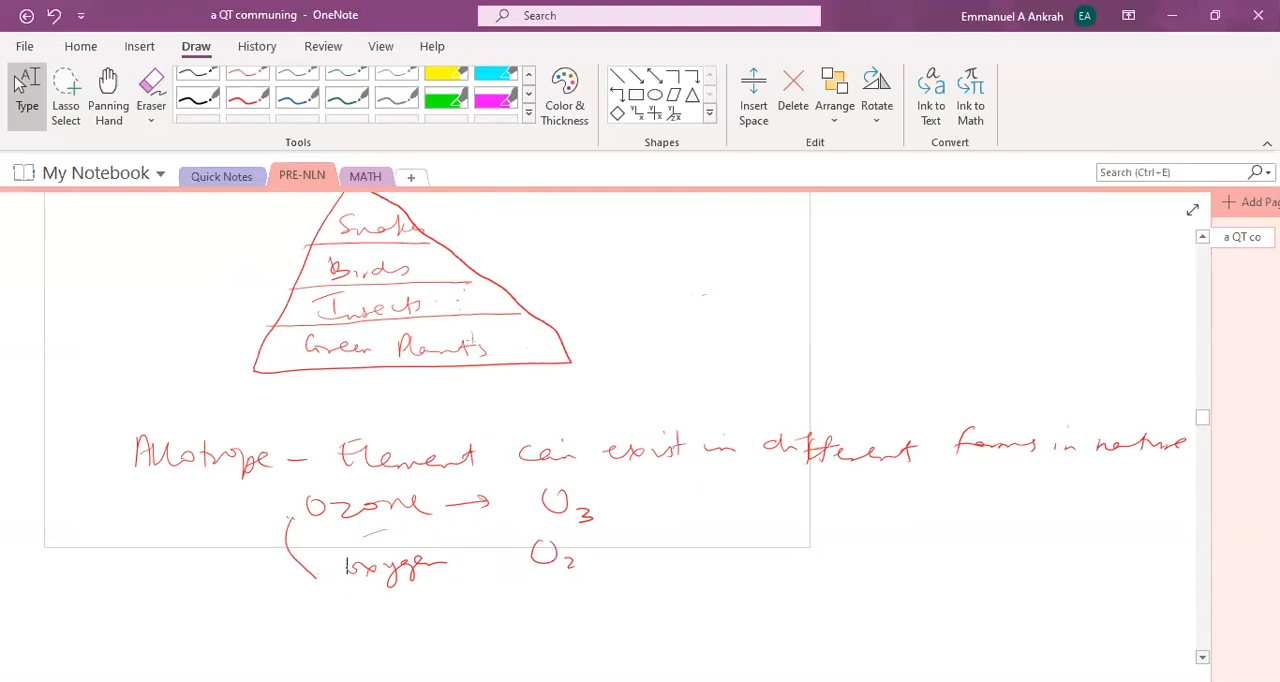 a QT communing - OneNote
Search
Emmanuel A Ankrah
EA
File Home Insert Draw History Review View Help
Type
Lasso Select
Panning Hand
Eraser
Color & Thickness
Insert Space
Delete
Arrange
Rotate
Ink to Text
Ink to Math
Tools
Shapes
Edit
Convert
My Notebook
Quick Notes
PRE-NLN
MATH
Search (Ctrl+E)
Add Pag
a QT co
Snake
Birds
Insects
Green Plants
Allotrope - Element can exist in different forms in nature
Ozone → O3
oxygen O2